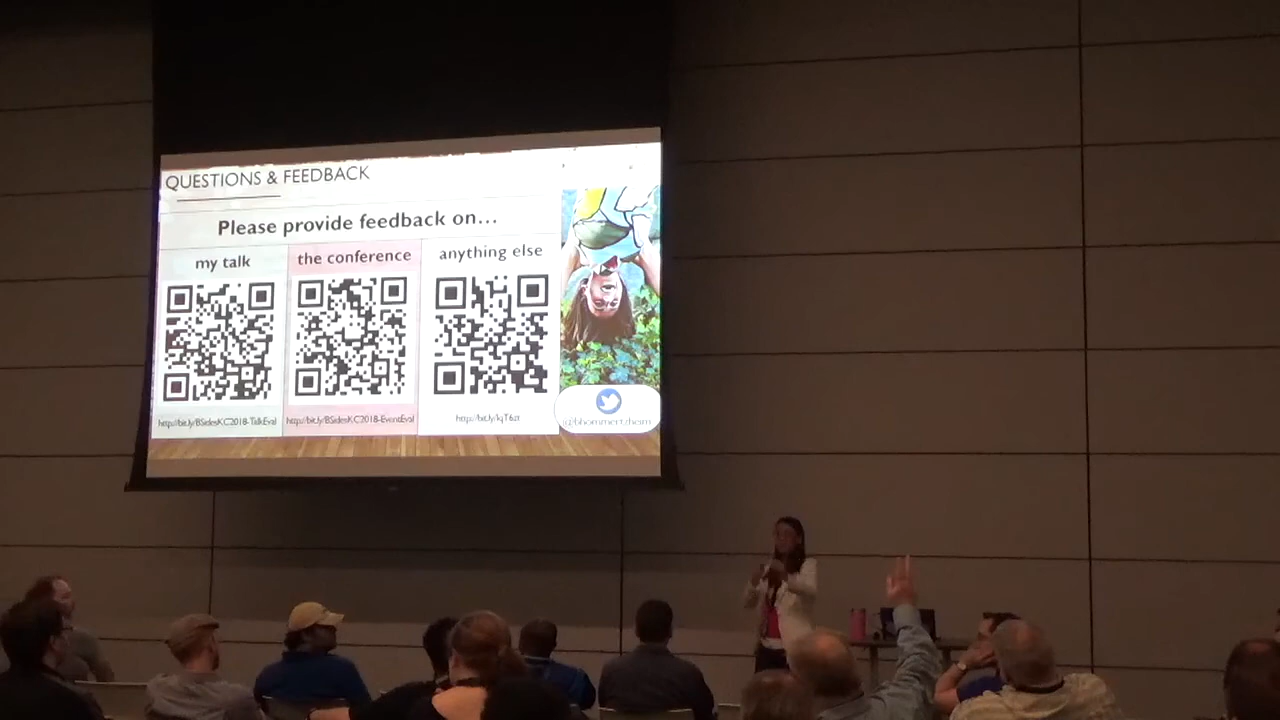 QUESTIONS & FEEDBACK
Please provide feedback on...
my talk
the conference
anything else
http://bit.ly/BSidesKC2018-TalkEval
http://bit.ly/BSidesKC2018-EventEval
@bhommertzheim